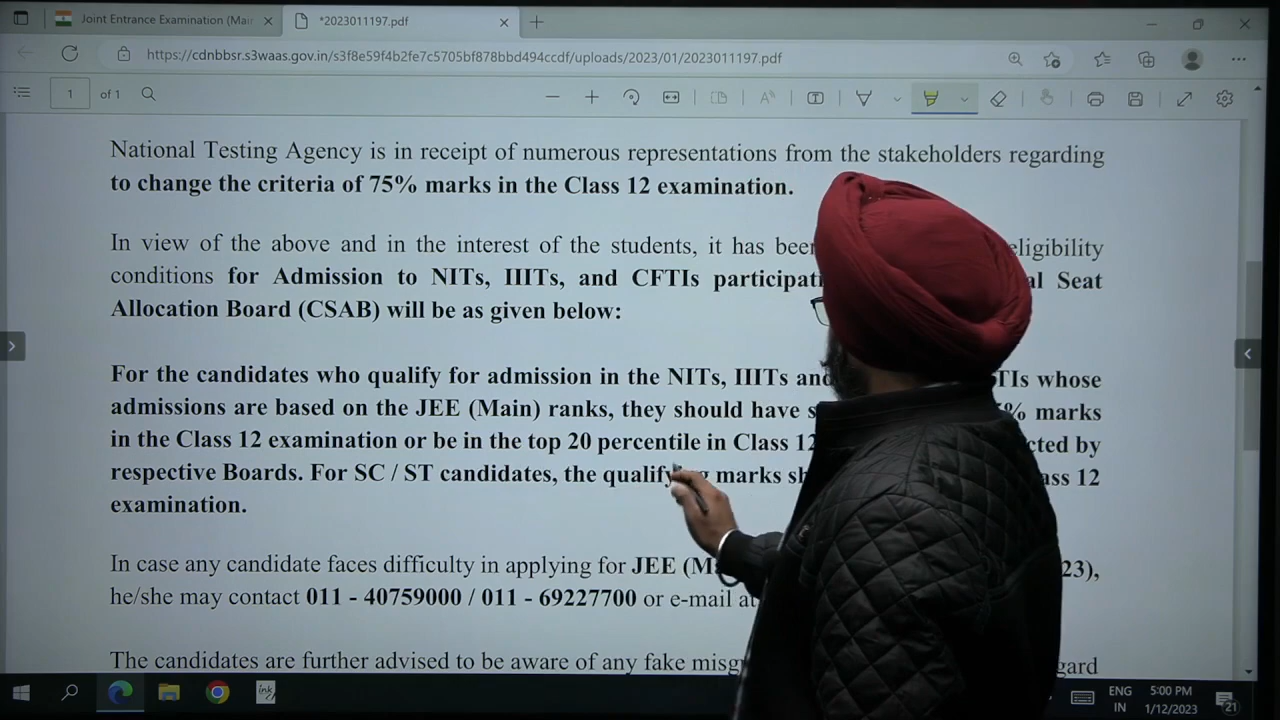 Joint Entrance Examination (Mai
*2023011197.pdf
https://cdnbbsr.s3waas.gov.in/s3f8e59f4b2fe7c5705bf878bbd494ccdf/uploads/2023/01/2023011197.pdf
1 of 1
National Testing Agency is in receipt of numerous representations from the stakeholders regarding
to change the criteria of 75% marks in the Class 12 examination.
In view of the above and in the interest of the students, it has been eligibility
conditions for Admission to NITs, IIITs, and CFTIs participati al Seat
Allocation Board (CSAB) will be as given below:
For the candidates who qualify for admission in the NITs, IIITs and TIs whose
admissions are based on the JEE (Main) ranks, they should have s % marks
in the Class 12 examination or be in the top 20 percentile in Class 12 cted by
respective Boards. For SC / ST candidates, the qualifying marks sh ass 12
examination.
In case any candidate faces difficulty in applying for JEE (Ma 23),
he/she may contact 011 - 40759000 / 011 - 69227700 or e-mail at
The candidates are further advised to be aware of any fake misg gard
ENG 5:00 PM
IN 1/12/2023 21